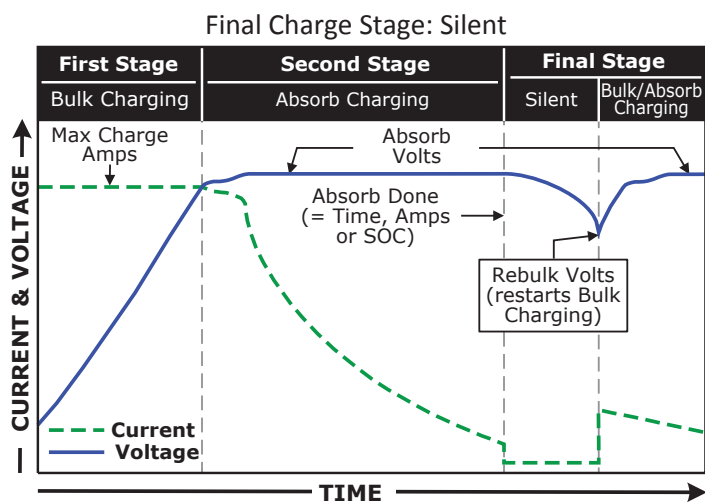 Final Charge Stage: Silent
First Stage
Second Stage
Final Stage
Bulk Charging
Absorb Charging
Silent
Bulk/Absorb
Charging
Max Charge
Amps
Absorb
Volts
Absorb Done
(= Time, Amps
or SOC)
Rebulk Volts
(restarts Bulk
Charging)
CURRENT & VOLTAGE
Current
Voltage
TIME